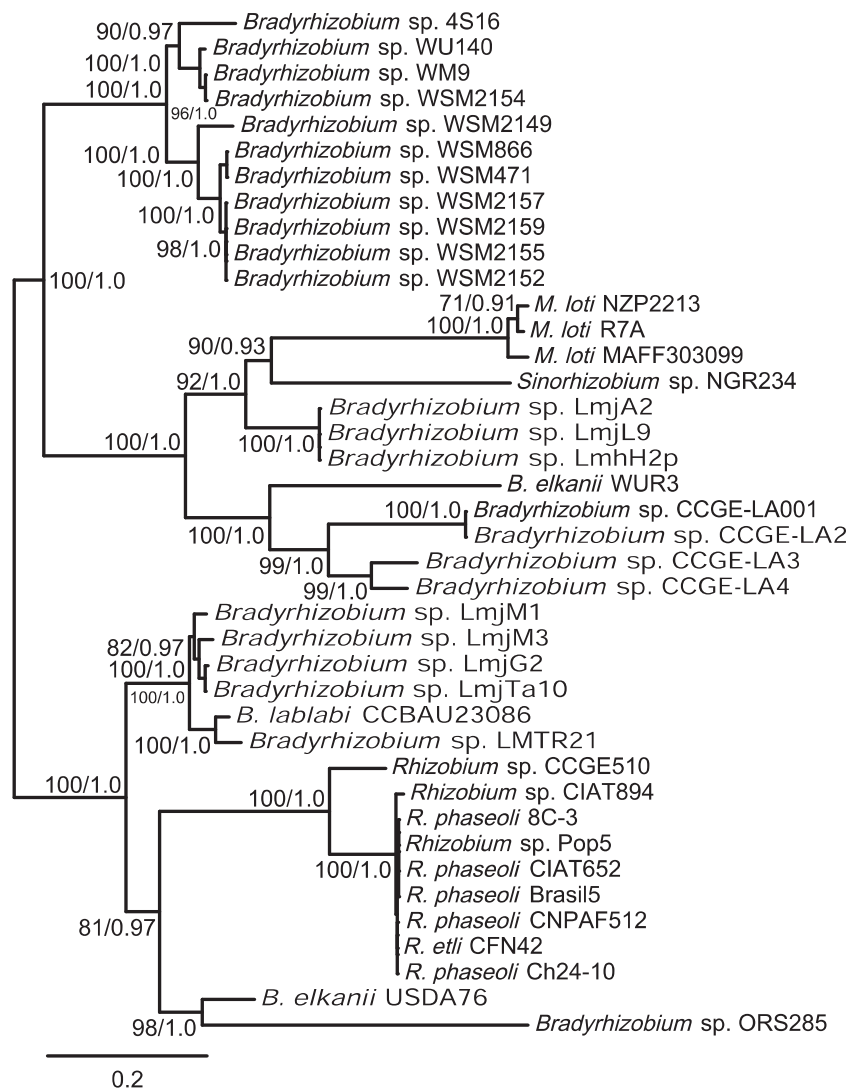 90/0.97
Bradyrhizobium sp. 4S16
Bradyrhizobium sp. WU140
100/1.0
Bradyrhizobium sp. WM9
100/1.0
Bradyrhizobium sp. WSM2154
96/1.0
Bradyrhizobium sp. WSM2149
100/1.0
Bradyrhizobium sp. WSM866
100/1.0
Bradyrhizobium sp. WSM471
Bradyrhizobium sp. WSM2157
100/1.0
Bradyrhizobium sp. WSM2159
98/1.0
Bradyrhizobium sp. WSM2155
Bradyrhizobium sp. WSM2152
100/1.0
71/0.91
M. loti NZP2213
100/1.0
M. loti R7A
90/0.93
M. loti MAFF303099
92/1.0
Sinorhizobium sp. NGR234
Bradyrhizobium sp. LmjA2
100/1.0
100/1.0
Bradyrhizobium sp. LmjL9
Bradyrhizobium sp. LmhH2p
B. elkanii WUR3
100/1.0
100/1.0
Bradyrhizobium sp. CCGE-LA001
Bradyrhizobium sp. CCGE-LA2
99/1.0
Bradyrhizobium sp. CCGE-LA3
99/1.0
Bradyrhizobium sp. CCGE-LA4
Bradyrhizobium sp. LmjM1
82/0.97
Bradyrhizobium sp. LmjM3
100/1.0
Bradyrhizobium sp. LmjG2
100/1.0
Bradyrhizobium sp. LmjTa10
B. lablabi CCBAU23086
100/1.0
Bradyrhizobium sp. LMTR21
Rhizobium sp. CCGE510
100/1.0
100/1.0
Rhizobium sp. CIAT894
R. phaseoli 8C-3
Rhizobium sp. Pop5
100/1.0
R. phaseoli CIAT652
R. phaseoli Brasil5
R. phaseoli CNPAF512
81/0.97
R. etli CFN42
R. phaseoli Ch24-10
B. elkanii USDA76
98/1.0
Bradyrhizobium sp. ORS285
0.2